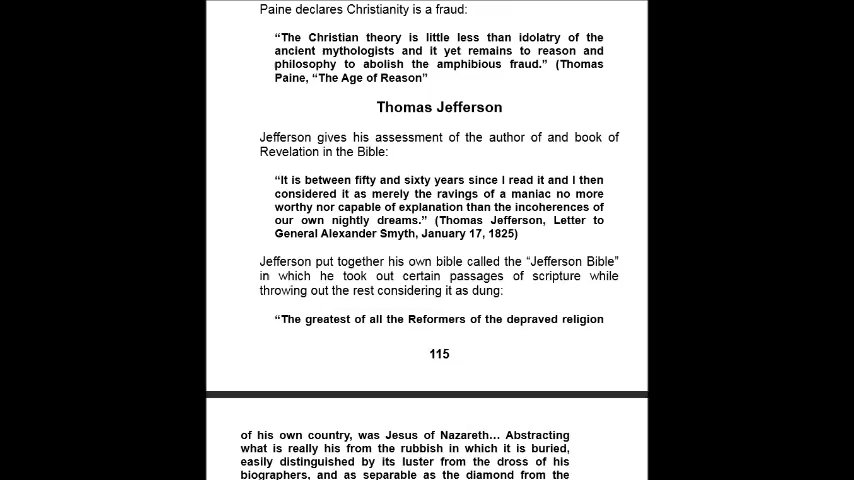 Paine declares Christianity is a fraud:
“The Christian theory is little less than idolatry of the
ancient mythologists and it yet remains to reason and
philosophy to abolish the amphibious fraud.” (Thomas
Paine, “The Age of Reason”
Thomas Jefferson
Jefferson gives his assessment of the author of and book of
Revelation in the Bible:
“It is between fifty and sixty years since I read it and I then
considered it as merely the ravings of a maniac no more
worthy nor capable of explanation than the incoherences of
our own nightly dreams.” (Thomas Jefferson, Letter to
General Alexander Smyth, January 17, 1825)
Jefferson put together his own bible called the “Jefferson Bible”
in which he took out certain passages of scripture while
throwing out the rest considering it as dung:
“The greatest of all the Reformers of the depraved religion
115
of his own country, was Jesus of Nazareth… Abstracting
what is really his from the rubbish in which it is buried,
easily distinguished by its luster from the dross of his
biographers, and as separable as the diamond from the